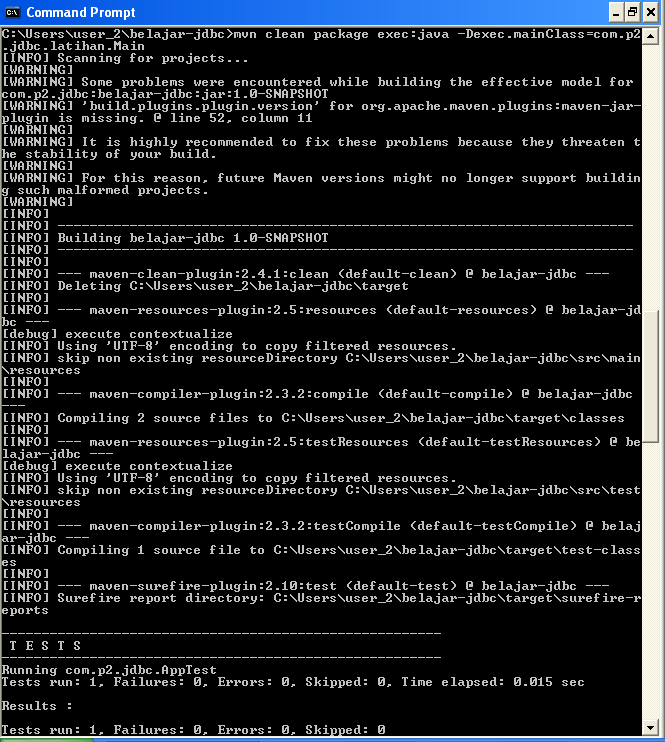 Command Prompt
C:\Users\user_2\belajar-jdbc>mvn clean package exec:java -Dexec.mainClass=com.p2
.jdbc.latihan.Main
[INFO] Scanning for projects...
[WARNING]
[WARNING] Some problems were encountered while building the effective model for
com.p2.jdbc:belajar-jdbc:jar:1.0-SNAPSHOT
[WARNING] 'build.plugins.plugin.version' for org.apache.maven.plugins:maven-jar-
plugin is missing. @ line 52, column 11
[WARNING]
[WARNING] It is highly recommended to fix these problems because they threaten t
he stability of your build.
[WARNING]
[WARNING] For this reason, future Maven versions might no longer support buildin
g such malformed projects.
[WARNING]
[INFO]
[INFO] ------------------------------------------------------------------------
[INFO] Building belajar-jdbc 1.0-SNAPSHOT
[INFO] ------------------------------------------------------------------------
[INFO]
[INFO] --- maven-clean-plugin:2.4.1:clean (default-clean) @ belajar-jdbc ---
[INFO] Deleting C:\Users\user_2\belajar-jdbc\target
[INFO]
[INFO] --- maven-resources-plugin:2.5:resources (default-resources) @ belajar-jd
bc ---
[debug] execute contextualize
[INFO] Using 'UTF-8' encoding to copy filtered resources.
[INFO] skip non existing resourceDirectory C:\Users\user_2\belajar-jdbc\src\main
\resources
[INFO]
[INFO] --- maven-compiler-plugin:2.3.2:compile (default-compile) @ belajar-jdbc
---
[INFO] Compiling 2 source files to C:\Users\user_2\belajar-jdbc\target\classes
[INFO]
[INFO] --- maven-resources-plugin:2.5:testResources (default-testResources) @ be
lajar-jdbc ---
[debug] execute contextualize
[INFO] Using 'UTF-8' encoding to copy filtered resources.
[INFO] skip non existing resourceDirectory C:\Users\user_2\belajar-jdbc\src\test
\resources
[INFO]
[INFO] --- maven-compiler-plugin:2.3.2:testCompile (default-testCompile) @ belaj
ar-jdbc ---
[INFO] Compiling 1 source file to C:\Users\user_2\belajar-jdbc\target\test-class
es
[INFO]
[INFO] --- maven-surefire-plugin:2.10:test (default-test) @ belajar-jdbc ---
[INFO] Surefire report directory: C:\Users\user_2\belajar-jdbc\target\surefire-r
eports
-------------------------------------------------------
T E S T S
-------------------------------------------------------
Running com.p2.jdbc.AppTest
Tests run: 1, Failures: 0, Errors: 0, Skipped: 0, Time elapsed: 0.015 sec
Results :
Tests run: 1, Failures: 0, Errors: 0, Skipped: 0